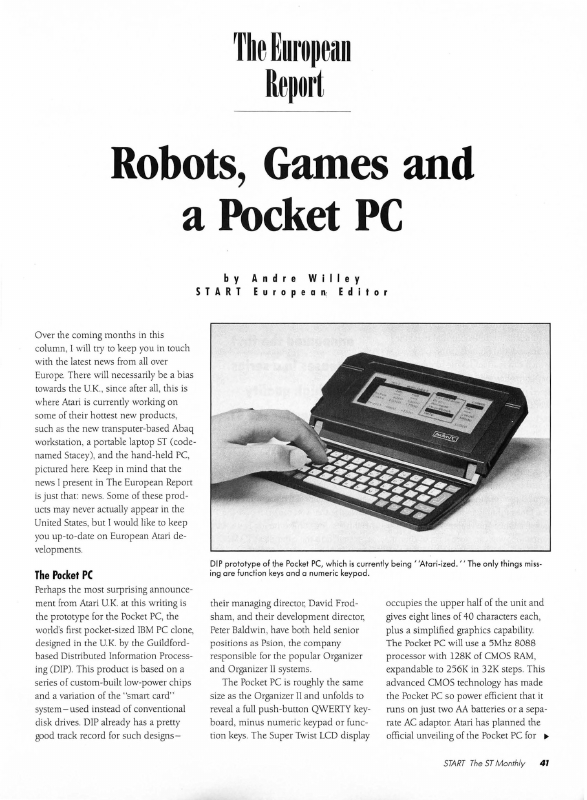 The European
Report
Robots, Games and
a Pocket PC
by Andre Willey
START European Editor
Over the coming months in this
column, I will try to keep you in touch
with the latest news from all over
Europe. There will necessarily be a bias
towards the U.K., since after all, this is
where Atari is currently working on
some of their hottest new products,
such as the new transputer-based Abaq
workstation, a portable laptop ST (code-
named Stacey), and the hand-held PC,
pictured here. Keep in mind that the
news I present in The European Report
is just that: news. Some of these prod-
ucts may never actually appear in the
United States, but I would like to keep
you up-to-date on European Atari de-
velopments.
The Pocket PC
Perhaps the most surprising announce-
ment from Atari U.K. at this writing is
the prototype for the Pocket PC, the
world's first pocket-sized IBM PC clone,
designed in the U.K. by the Guildford-
based Distributed Information Process-
ing (DIP). This product is based on a
series of custom-built low-power chips
and a variation of the "smart card"
system—used instead of conventional
disk drives. DIP already has a pretty
good track record for such designs—
DIP prototype of the Pocket PC, which is currently being ''Atari-ized.'' The only things miss-
ing are function keys and a numeric keypad.
their managing director, David Frod-
sham, and their development director,
Peter Baldwin, have both held senior
positions as Psion, the company
responsible for the popular Organizer
and Organizer II systems.
The Pocket PC is roughly the same
size as the Organizer II and unfolds to
reveal a full push-button QWERTY key-
board, minus numeric keypad or func-
tion keys. The Super Twist LCD display
occupies the upper half of the unit and
gives eight lines of 40 characters each,
plus a simplified graphics capability.
The Pocket PC will use a 5Mhz 8088
processor with 128K of CMOS RAM,
expandable to 256K in 32K steps. This
advanced CMOS technology has made
the Pocket PC so power efficient that it
runs on just two AA batteries or a sepa-
rate AC adaptor. Atari has planned the
official unveiling of the Pocket PC for ▶
START The ST Monthly 41